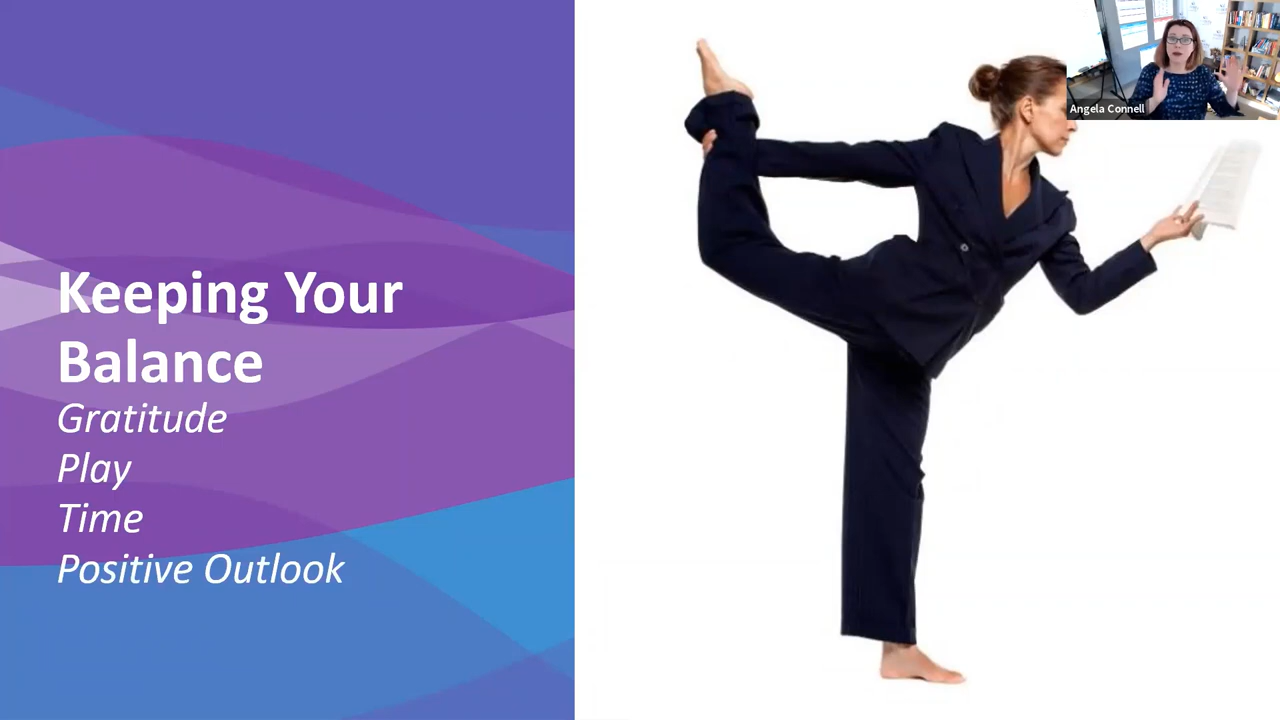 Keeping Your
Balance
Gratitude
Play
Time
Positive Outlook
Angela Connell